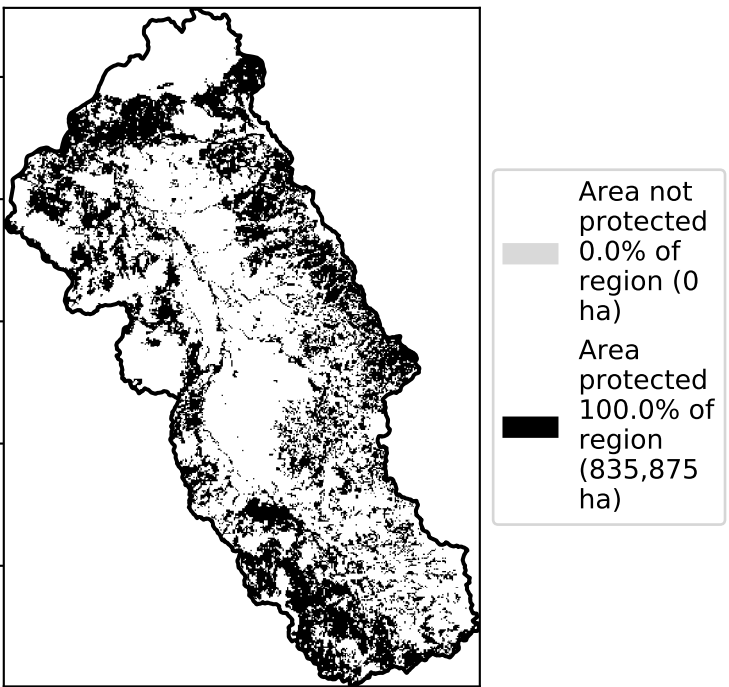 Area not
protected
0.0% of
region (0
ha)
Area
protected
100.0% of
region
(835,875
ha)